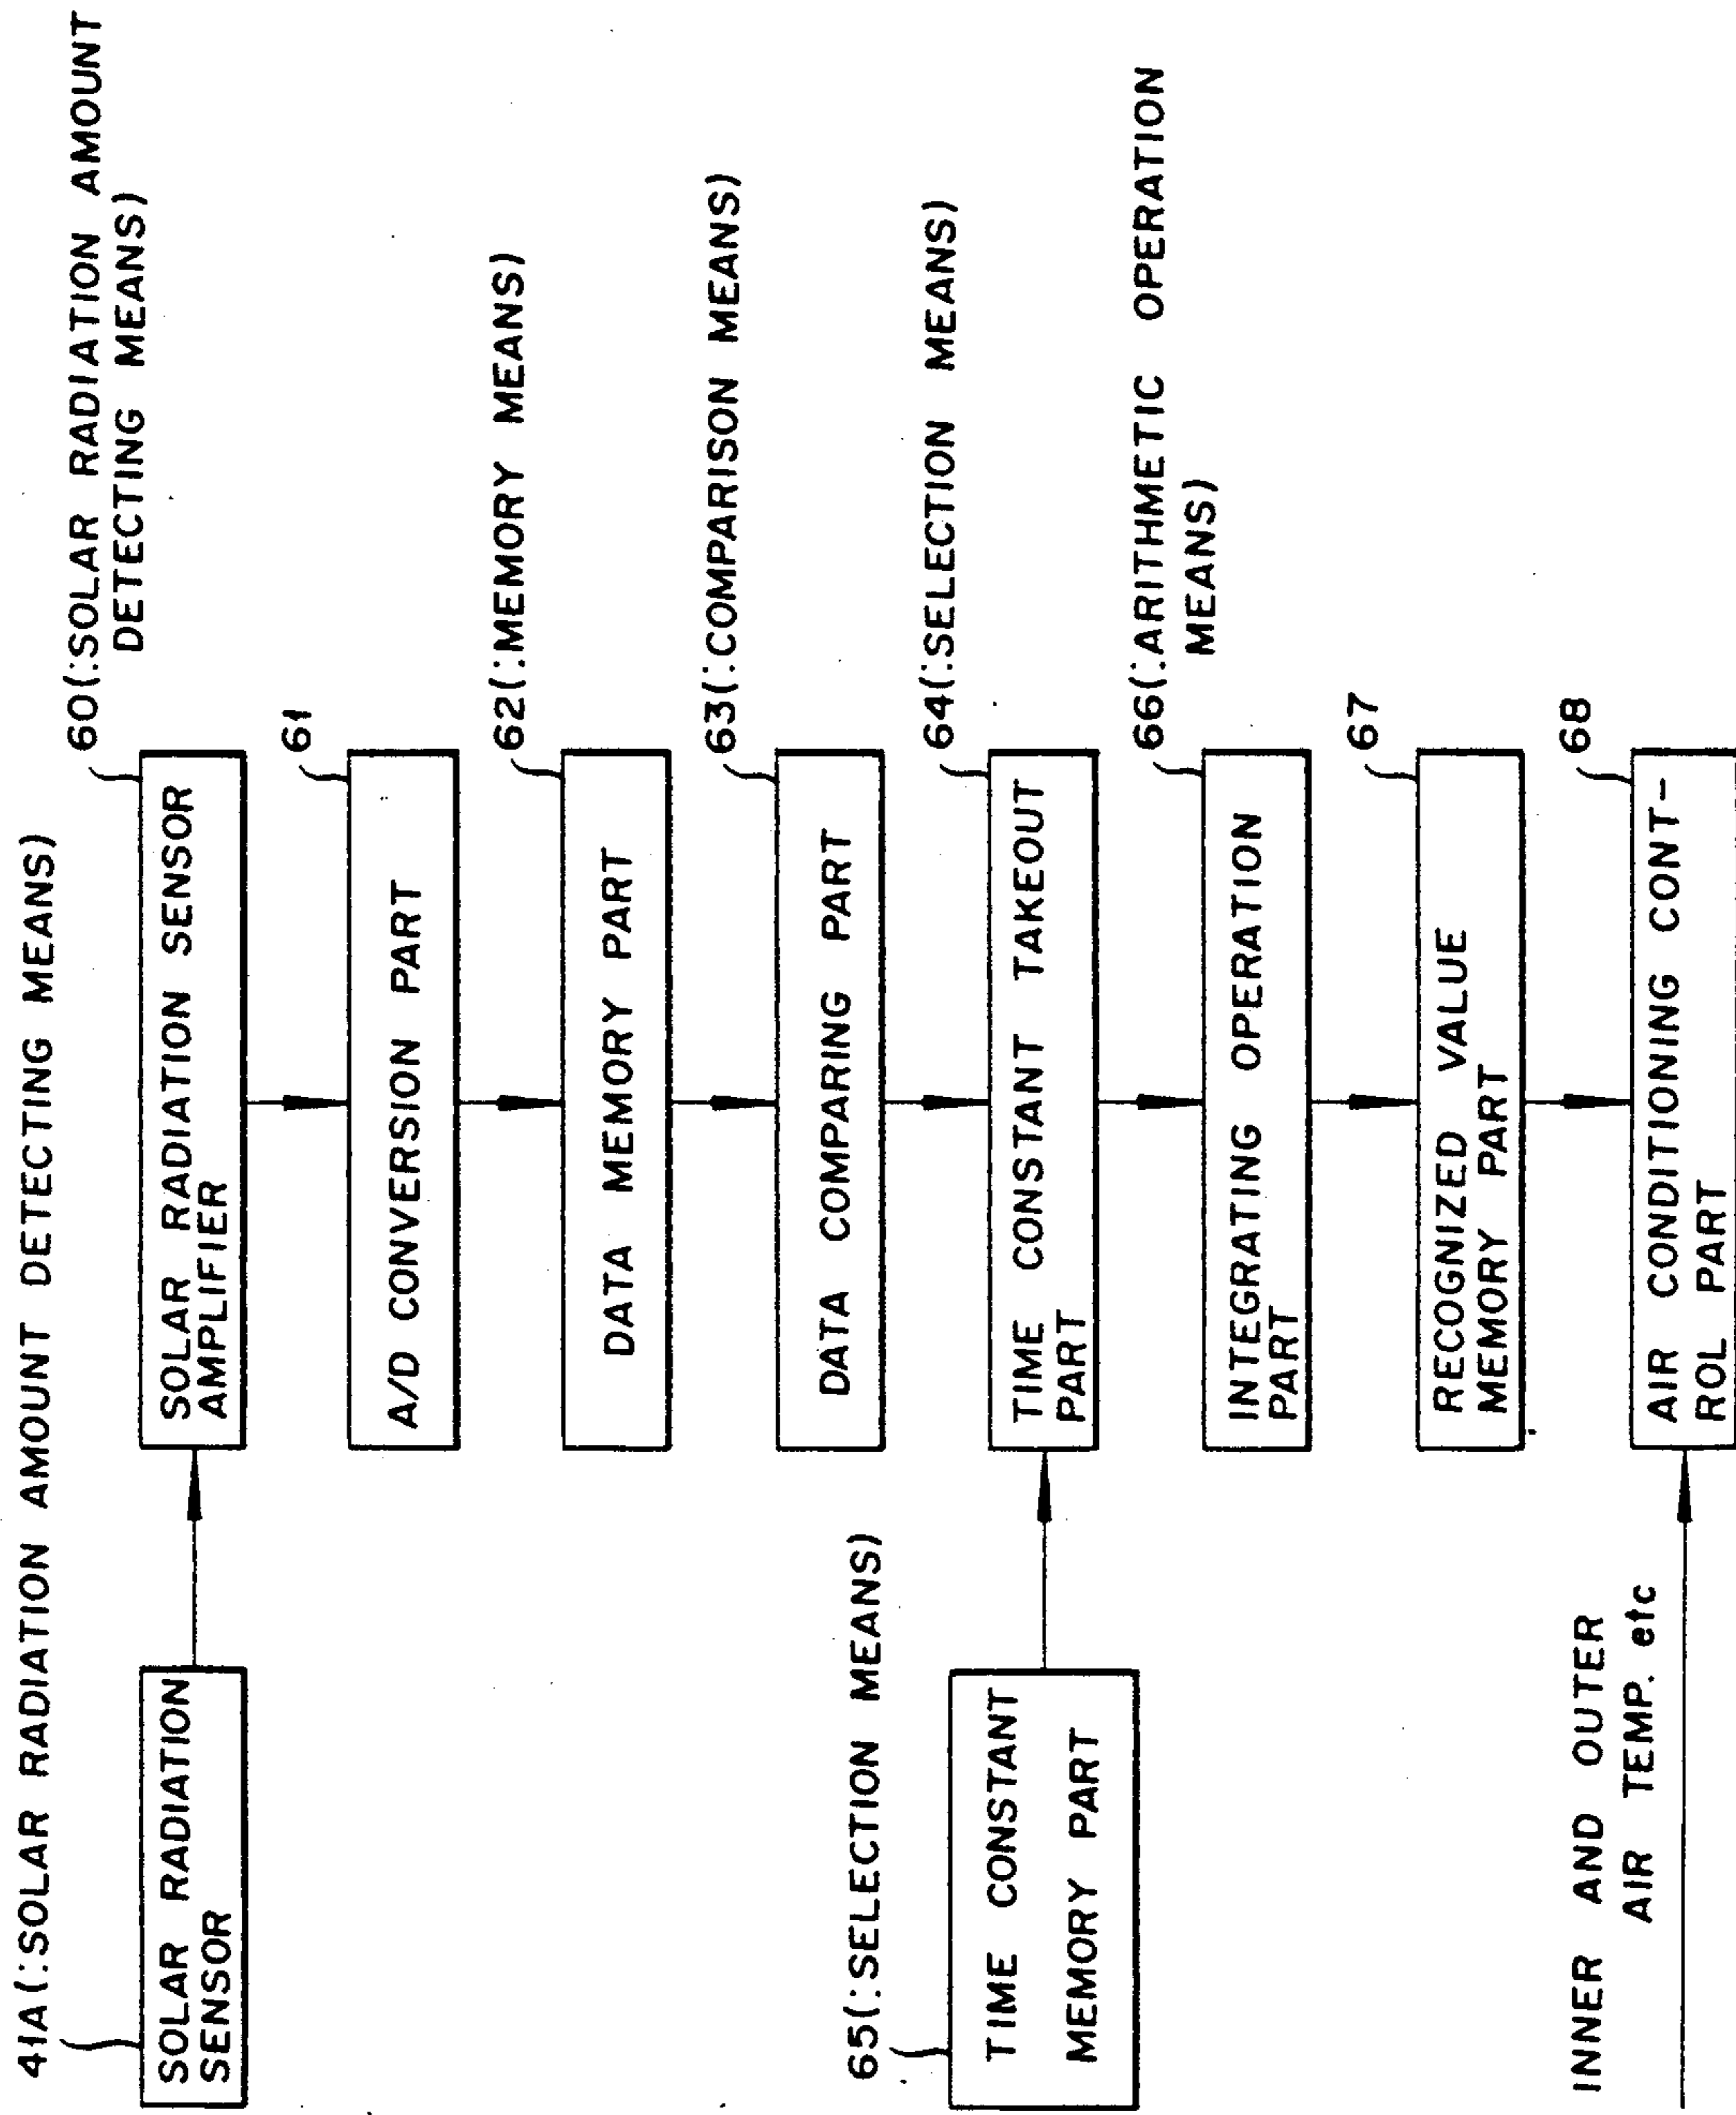 41A(:SOLAR RADIATION AMOUNT DETECTING MEANS)
SOLAR RADIATION
SENSOR
60(:SOLAR RADIATION AMOUNT
DETECTING MEANS)
SOLAR RADIATION SENSOR
AMPLIFIER
61
A/D CONVERSION PART
62(:MEMORY MEANS)
DATA MEMORY PART
63(:COMPARISON MEANS)
DATA COMPARING PART
64(:SELECTION MEANS)
TIME CONSTANT TAKEOUT
PART
65(:SELECTION MEANS)
TIME CONSTANT
MEMORY PART
66(:ARITHMETIC OPERATION
MEANS)
INTEGRATING OPERATION
PART
67
RECOGNIZED VALUE
MEMORY PART
68
AIR CONDITIONING CONT-
ROL PART
INNER AND OUTER
AIR TEMP. etc